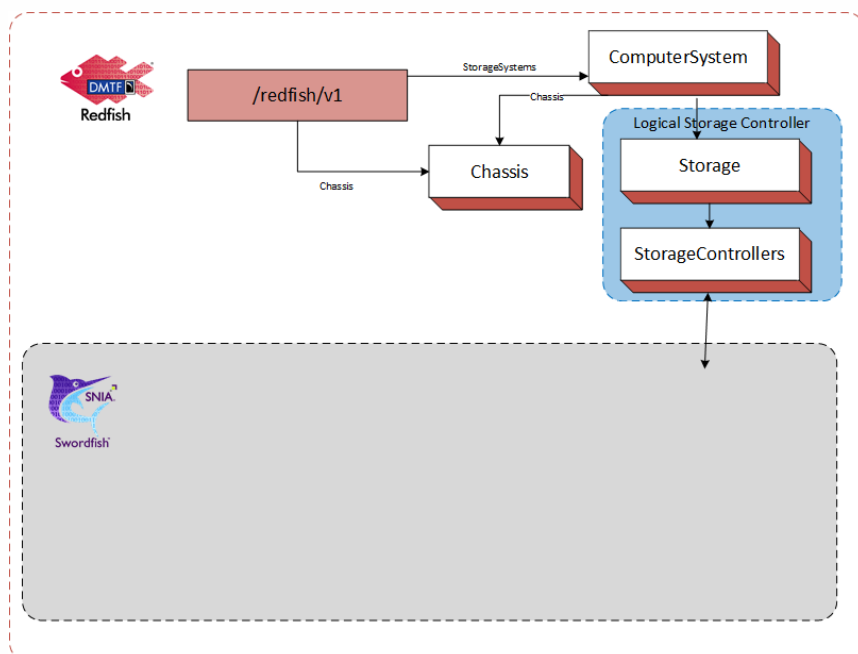 DMTF
Redfish
/redfish/v1
StorageSystems
ComputerSystem
Chassis
Chassis
Chassis
Logical Storage Controller
Storage
StorageControllers
SNIA
Swordfish